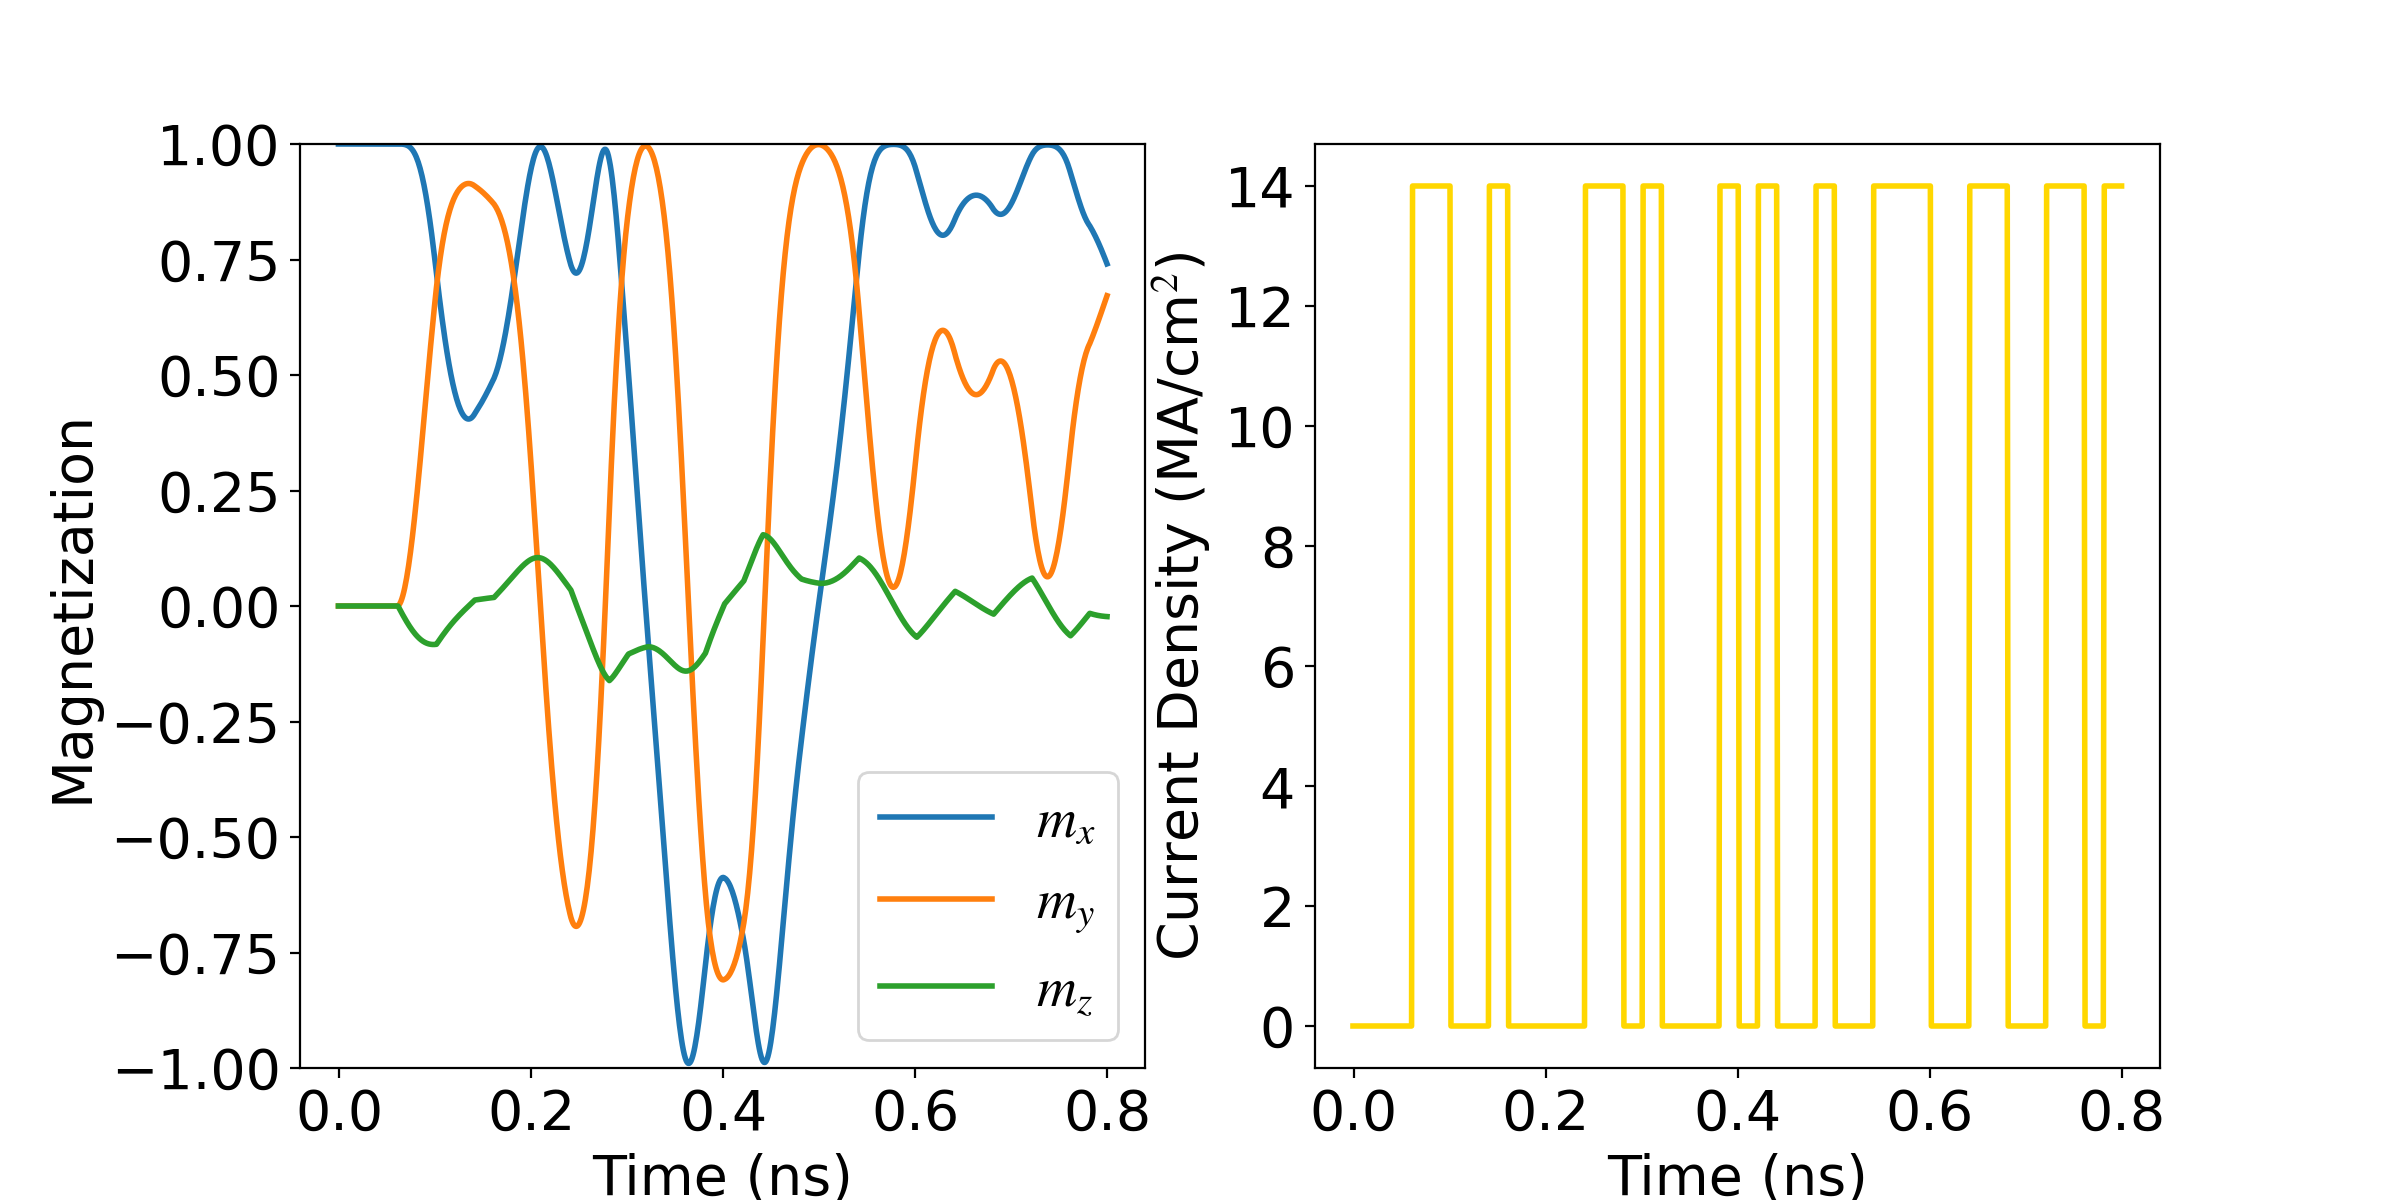 Magnetization
1.00
0.75
0.50
0.25
0.00
−0.25
−0.50
−0.75
−1.00
0.0 0.2 0.4 0.6 0.8
Time (ns)
m_x
m_y
m_z
Current Density (MA/cm²)
14
12
10
8
6
4
2
0
0.0 0.2 0.4 0.6 0.8
Time (ns)